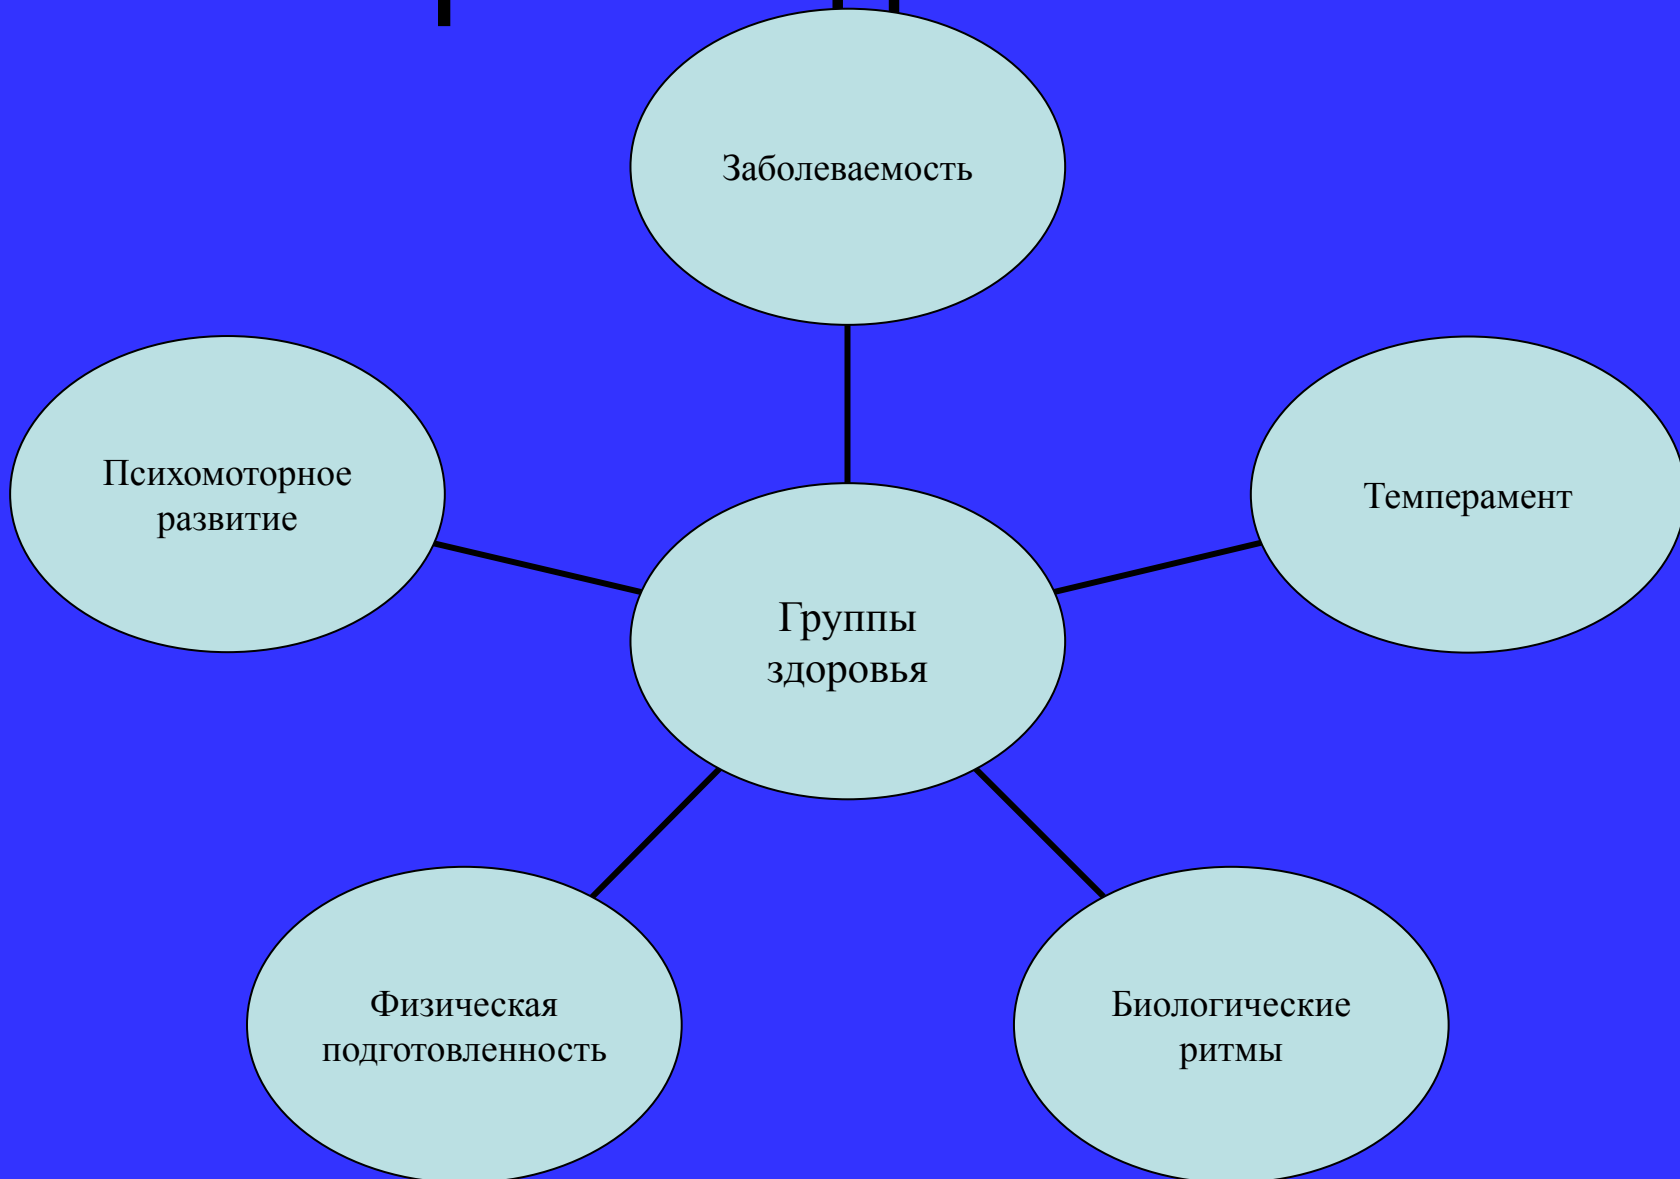 Заболеваемость
Психомоторное
развитие
Темперамент
Группы
здоровья
Физическая
подготовленность
Биологические
ритмы